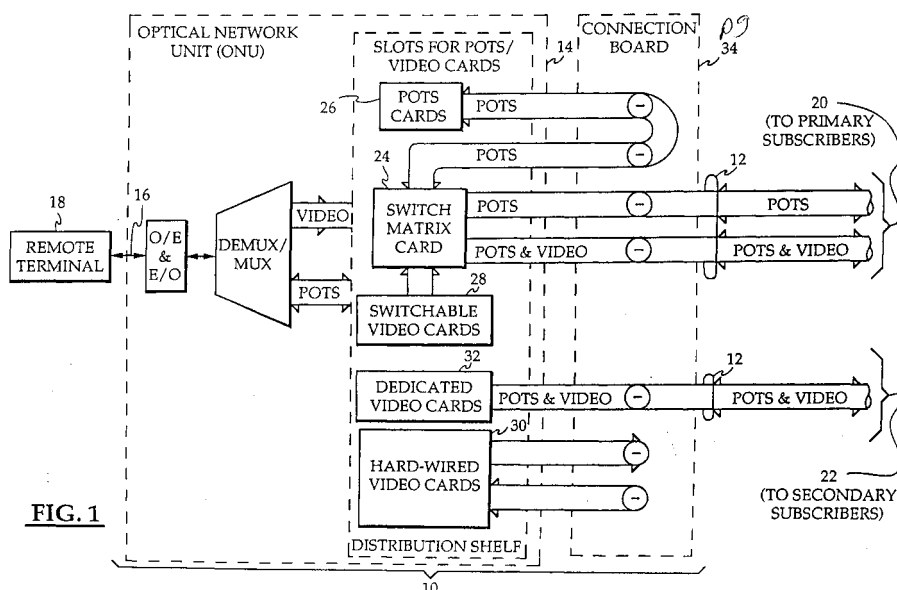 OPTICAL NETWORK
UNIT (ONU)
SLOTS FOR POTS/
VIDEO CARDS
14
CONNECTION
BOARD
34
26
POTS
CARDS
POTS
POTS
20
(TO PRIMARY
SUBSCRIBERS)
24
12
SWITCH
MATRIX
CARD
POTS
POTS
POTS & VIDEO
POTS & VIDEO
18
16
REMOTE
TERMINAL
O/E
&
E/O
DEMUX/
MUX
VIDEO
POTS
28
SWITCHABLE
VIDEO CARDS
32
DEDICATED
VIDEO CARDS
POTS & VIDEO
12
POTS & VIDEO
30
HARD-WIRED
VIDEO CARDS
22
(TO SECONDARY
SUBSCRIBERS)
FIG. 1
DISTRIBUTION SHELF
10